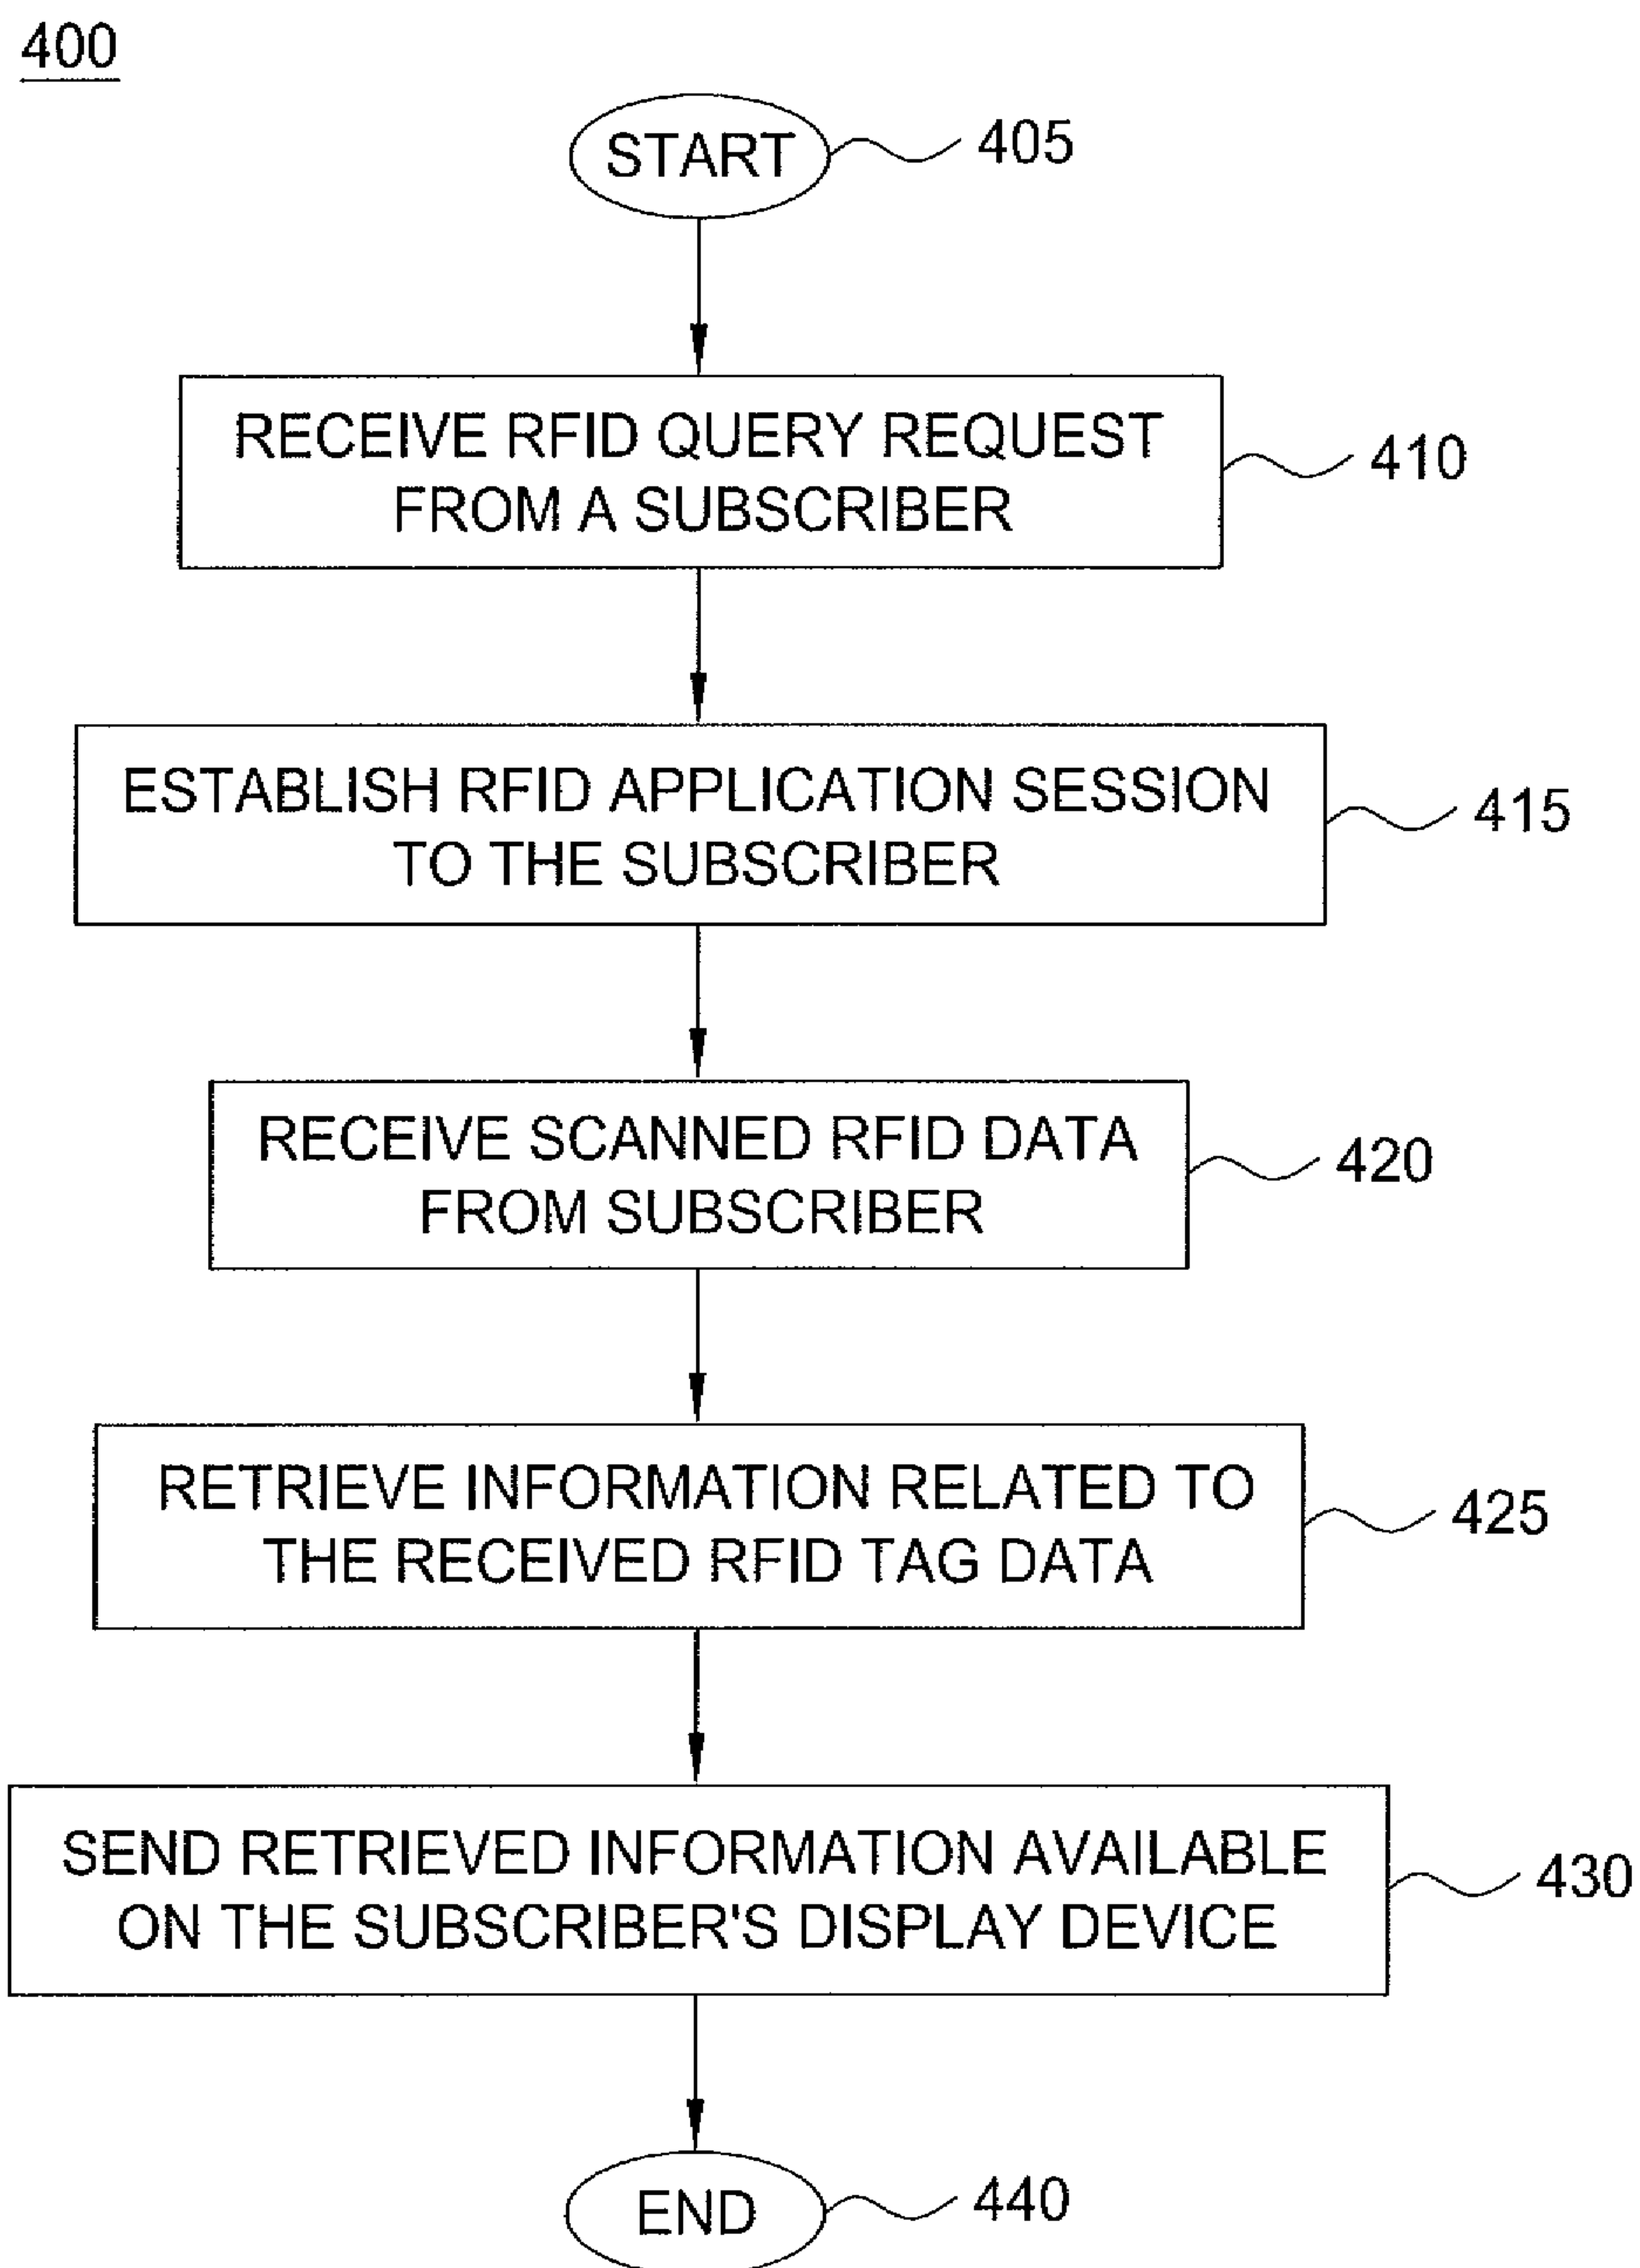 400
START
405
RECEIVE RFID QUERY REQUEST
FROM A SUBSCRIBER
410
ESTABLISH RFID APPLICATION SESSION
TO THE SUBSCRIBER
415
RECEIVE SCANNED RFID DATA
FROM SUBSCRIBER
420
RETRIEVE INFORMATION RELATED TO
THE RECEIVED RFID TAG DATA
425
SEND RETRIEVED INFORMATION AVAILABLE
ON THE SUBSCRIBER'S DISPLAY DEVICE
430
END
440